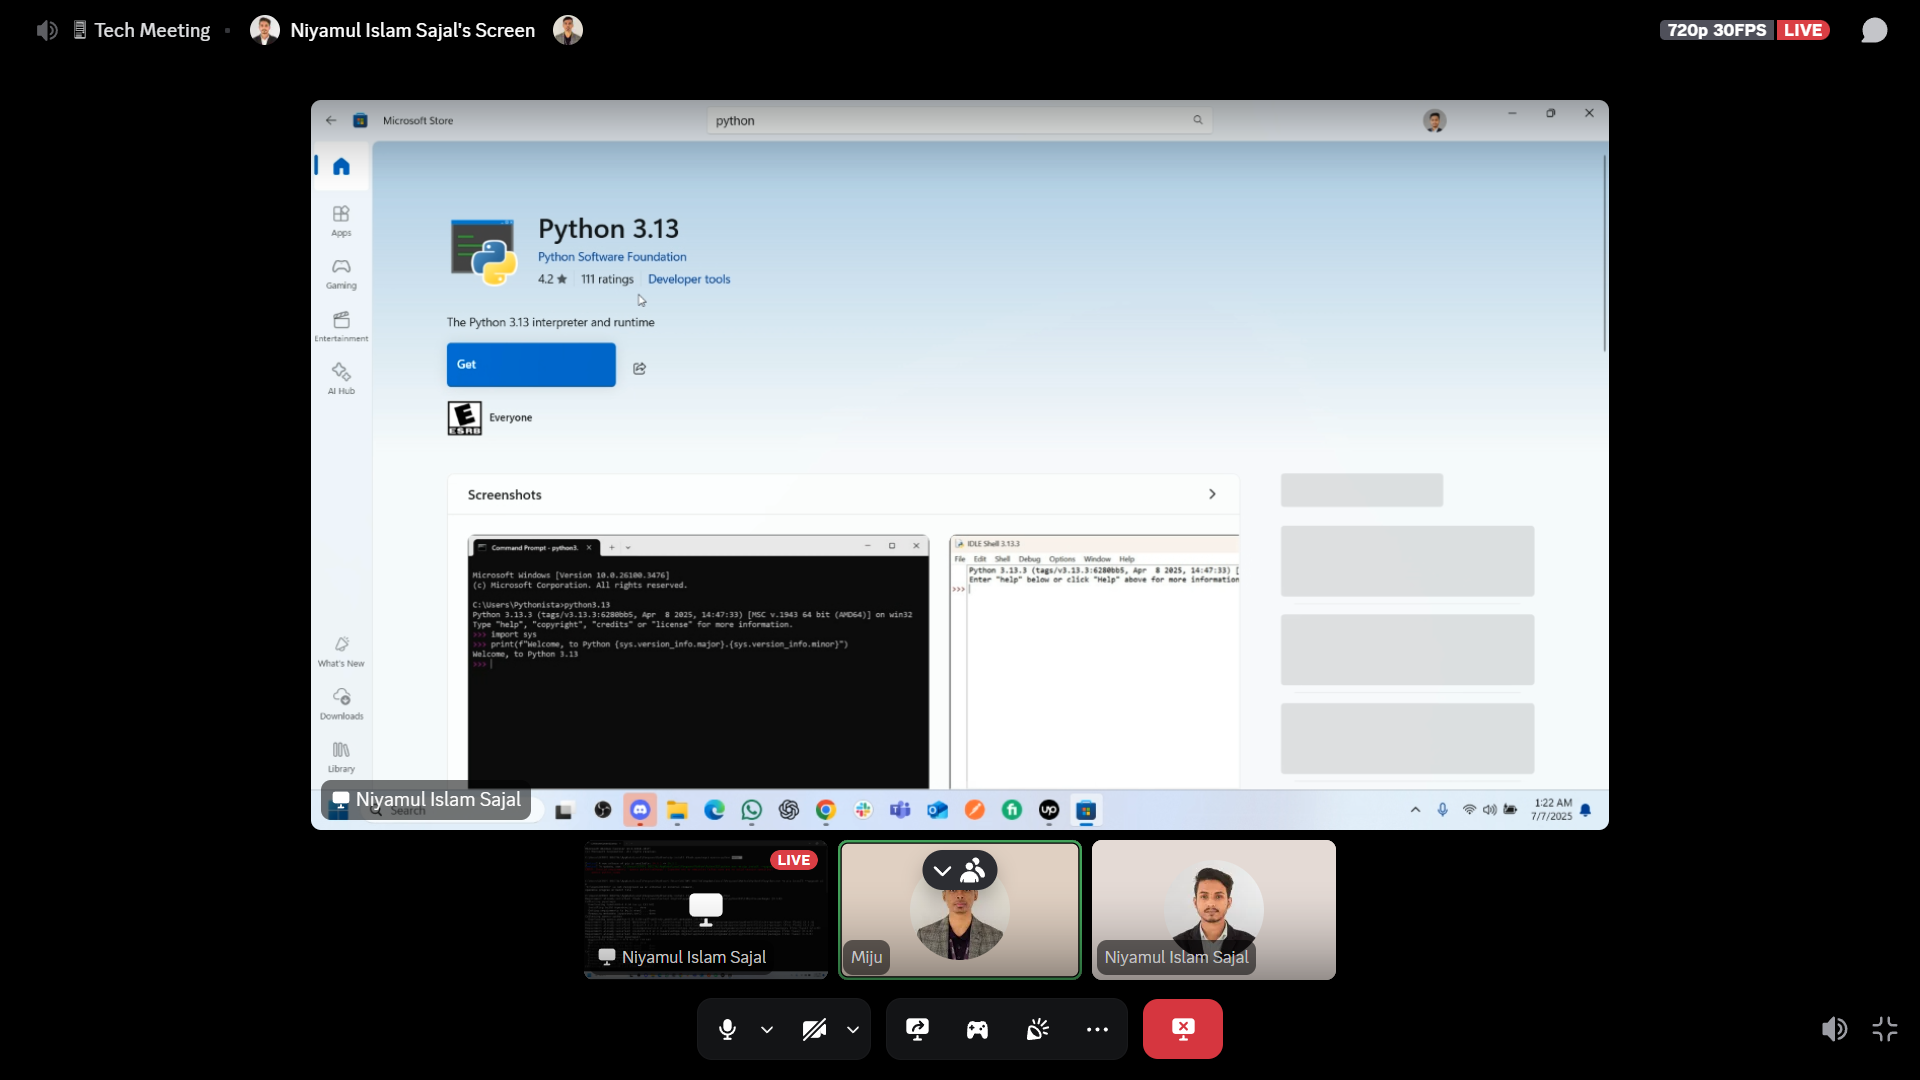 Tech Meeting
Niyamul Islam Sajal's Screen
720p 30FPS LIVE
Microsoft Store
python
Python 3.13
Python Software Foundation
4.2 ★ 111 ratings Developer tools
The Python 3.13 interpreter and runtime
Get
E
ESRB
Everyone
Apps
Gaming
Entertainment
AI Hub
What's New
Downloads
Library
Screenshots
Command Prompt - python3.
Microsoft Windows [Version 10.0.26100.3476]
(c) Microsoft Corporation. All rights reserved.
C:\Users\Pythonista>python3.13
Python 3.13.3 (tags/v3.13.3:6280bb5, Apr  8 2025, 14:47:33) [MSC v.1943 64 bit (AMD64)] on win32
Type "help", "copyright", "credits" or "license" for more information.
>>> import sys
>>> print(f"Welcome, to Python {sys.version_info.major}.{sys.version_info.minor}")
Welcome, to Python 3.13
>>>
IDLE Shell 3.13.3
File Edit Shell Debug Options Window Help
Python 3.13.3 (tags/v3.13.3:6280bb5, Apr  8 2025, 14:47:33) [
Enter "help" below or click "Help" above for more information
>>>
Niyamul Islam Sajal
Search
up
1:22 AM
7/7/2025
LIVE
Niyamul Islam Sajal
Miju
Niyamul Islam Sajal